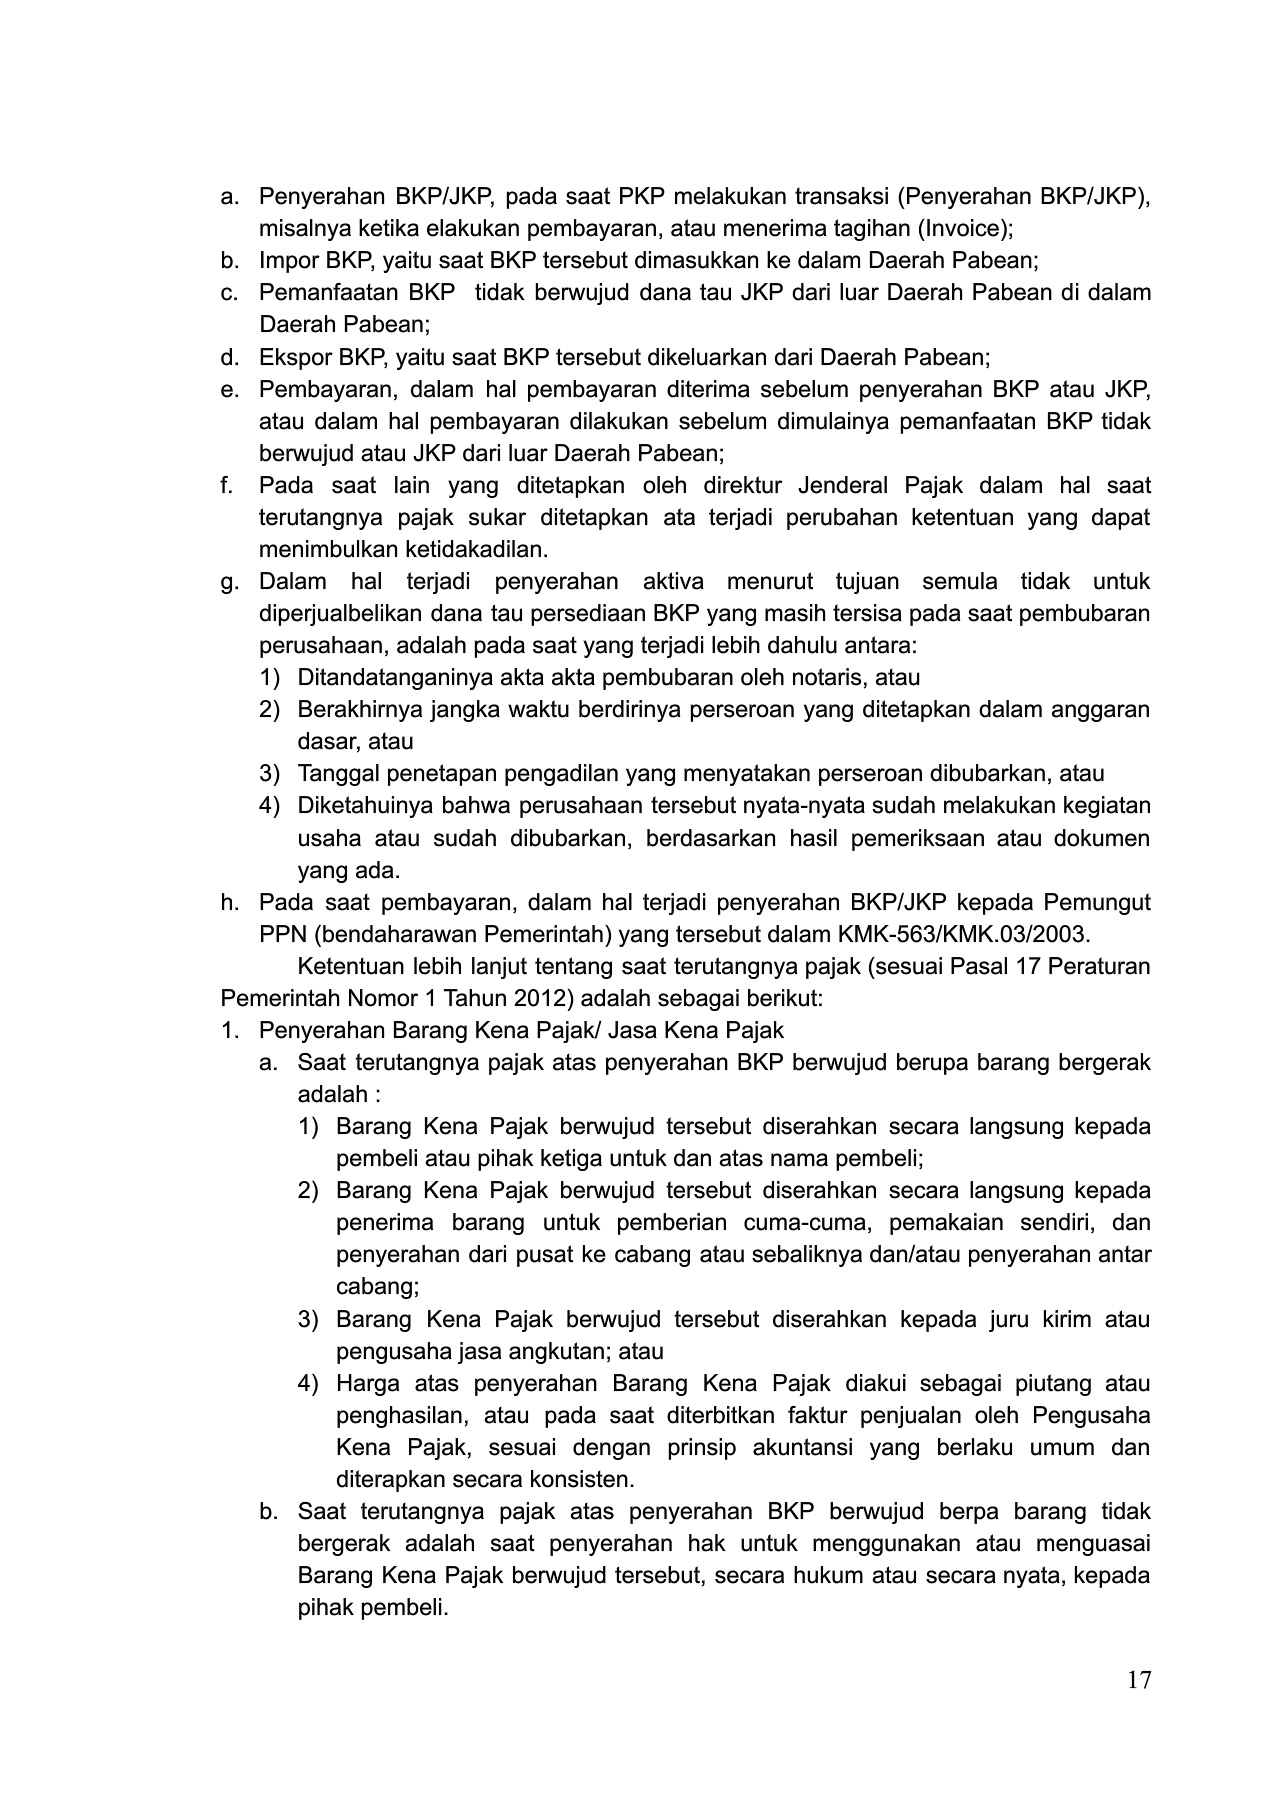 a. Penyerahan BKP/JKP, pada saat PKP melakukan transaksi (Penyerahan BKP/JKP),
misalnya ketika elakukan pembayaran, atau menerima tagihan (Invoice);
b. Impor BKP, yaitu saat BKP tersebut dimasukkan ke dalam Daerah Pabean;
c. Pemanfaatan BKP tidak berwujud dana tau JKP dari luar Daerah Pabean di dalam
Daerah Pabean;
d. Ekspor BKP, yaitu saat BKP tersebut dikeluarkan dari Daerah Pabean;
e. Pembayaran, dalam hal pembayaran diterima sebelum penyerahan BKP atau JKP,
atau dalam hal pembayaran dilakukan sebelum dimulainya pemanfaatan BKP tidak
berwujud atau JKP dari luar Daerah Pabean;
f. Pada saat lain yang ditetapkan oleh direktur Jenderal Pajak dalam hal saat
terutangnya pajak sukar ditetapkan ata terjadi perubahan ketentuan yang dapat
menimbulkan ketidakadilan.
g. Dalam hal terjadi penyerahan aktiva menurut tujuan semula tidak untuk
diperjualbelikan dana tau persediaan BKP yang masih tersisa pada saat pembubaran
perusahaan, adalah pada saat yang terjadi lebih dahulu antara:
1) Ditandatanganinya akta akta pembubaran oleh notaris, atau
2) Berakhirnya jangka waktu berdirinya perseroan yang ditetapkan dalam anggaran
dasar, atau
3) Tanggal penetapan pengadilan yang menyatakan perseroan dibubarkan, atau
4) Diketahuinya bahwa perusahaan tersebut nyata-nyata sudah melakukan kegiatan
usaha atau sudah dibubarkan, berdasarkan hasil pemeriksaan atau dokumen
yang ada.
h. Pada saat pembayaran, dalam hal terjadi penyerahan BKP/JKP kepada Pemungut
PPN (bendaharawan Pemerintah) yang tersebut dalam KMK-563/KMK.03/2003.
Ketentuan lebih lanjut tentang saat terutangnya pajak (sesuai Pasal 17 Peraturan
Pemerintah Nomor 1 Tahun 2012) adalah sebagai berikut:
1. Penyerahan Barang Kena Pajak/ Jasa Kena Pajak
a. Saat terutangnya pajak atas penyerahan BKP berwujud berupa barang bergerak
adalah :
1) Barang Kena Pajak berwujud tersebut diserahkan secara langsung kepada
pembeli atau pihak ketiga untuk dan atas nama pembeli;
2) Barang Kena Pajak berwujud tersebut diserahkan secara langsung kepada
penerima barang untuk pemberian cuma-cuma, pemakaian sendiri, dan
penyerahan dari pusat ke cabang atau sebaliknya dan/atau penyerahan antar
cabang;
3) Barang Kena Pajak berwujud tersebut diserahkan kepada juru kirim atau
pengusaha jasa angkutan; atau
4) Harga atas penyerahan Barang Kena Pajak diakui sebagai piutang atau
penghasilan, atau pada saat diterbitkan faktur penjualan oleh Pengusaha
Kena Pajak, sesuai dengan prinsip akuntansi yang berlaku umum dan
diterapkan secara konsisten.
b. Saat terutangnya pajak atas penyerahan BKP berwujud berpa barang tidak
bergerak adalah saat penyerahan hak untuk menggunakan atau menguasai
Barang Kena Pajak berwujud tersebut, secara hukum atau secara nyata, kepada
pihak pembeli.
17